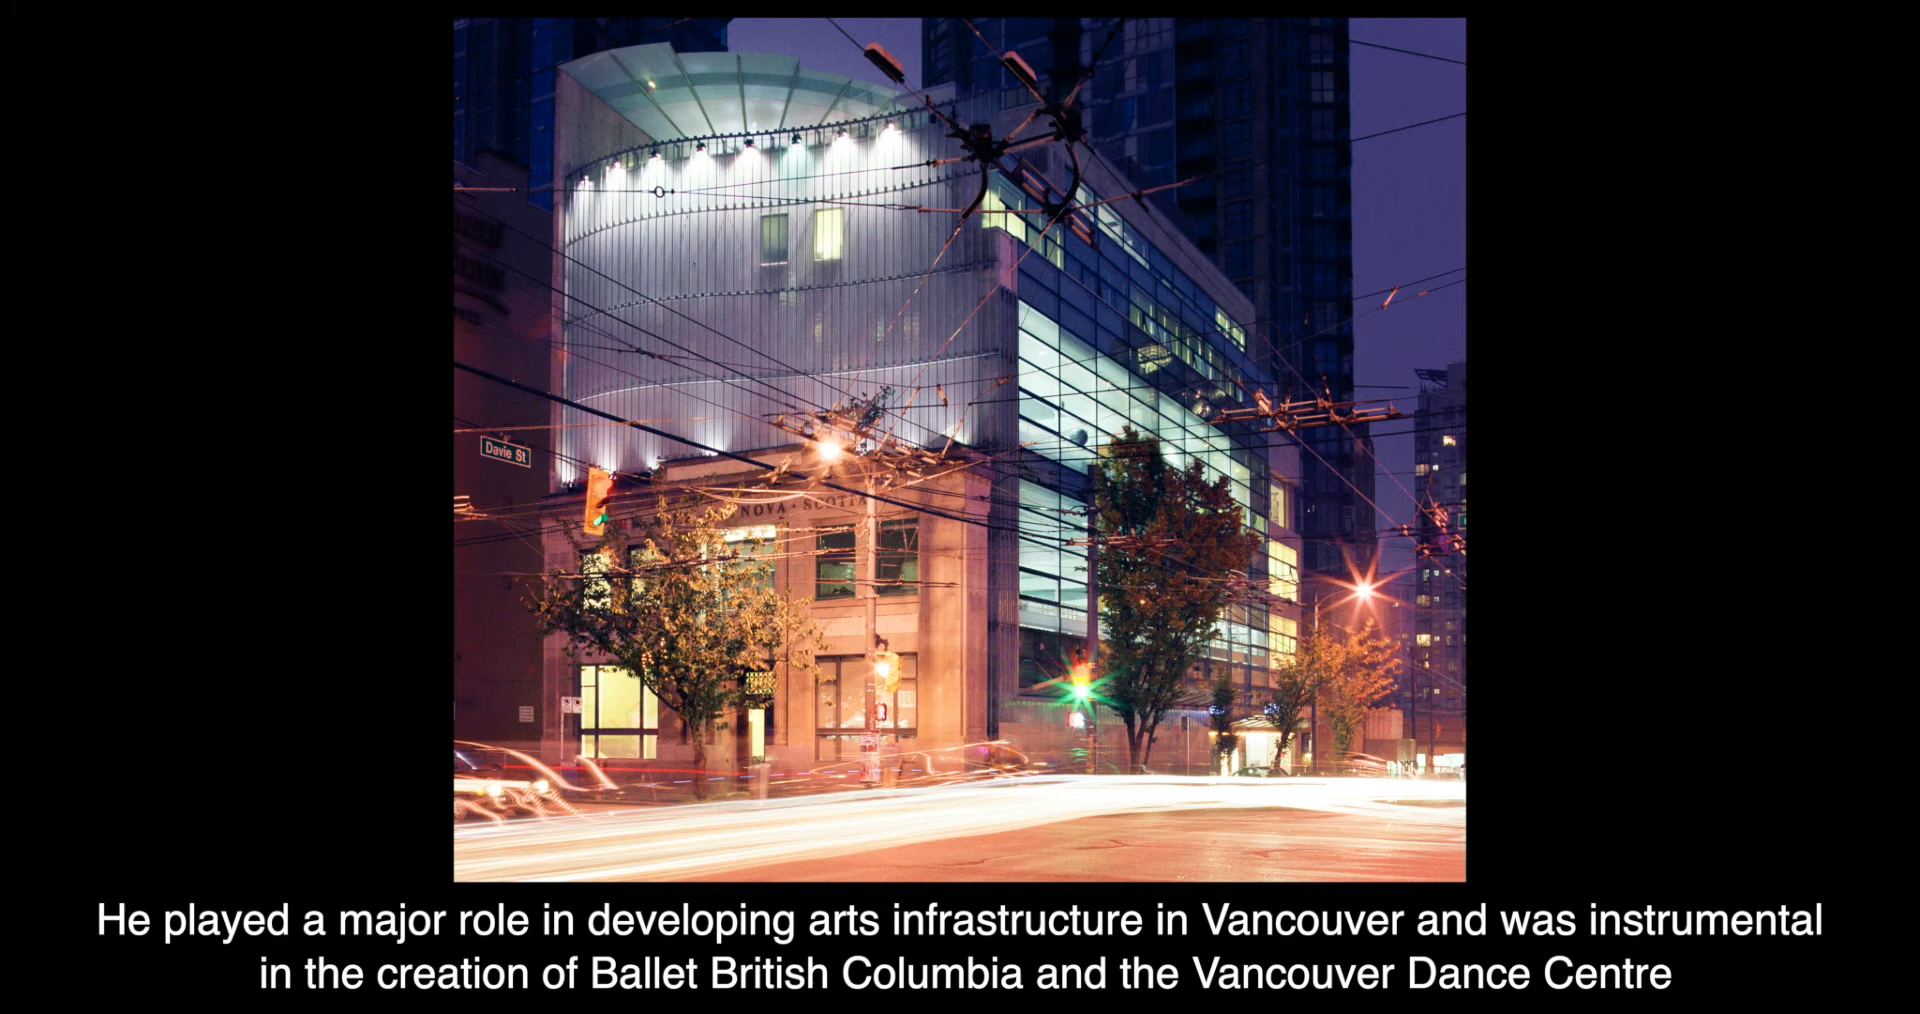 Davie St
NOVA · SCOTIA
He played a major role in developing arts infrastructure in Vancouver and was instrumental
in the creation of Ballet British Columbia and the Vancouver Dance Centre